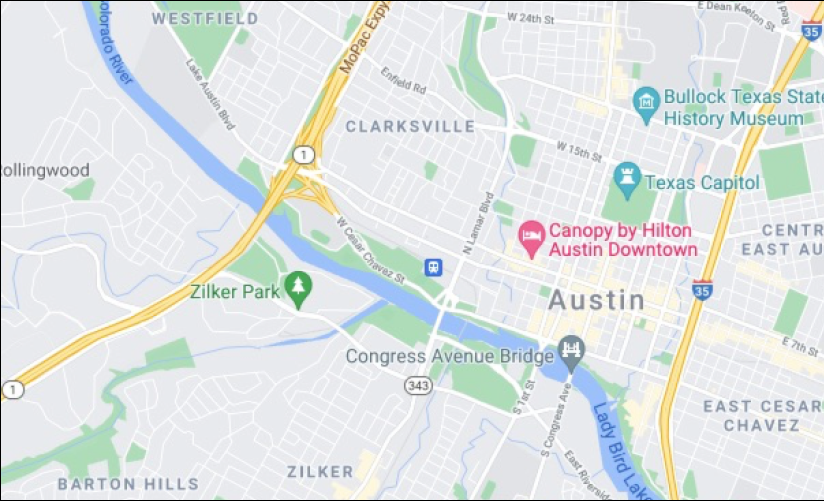 WESTFIELD
W 24th St
E Dean Keeton St
35
Colorado River
MoPac Expy
Lake Austin Blvd
Enfield Rd
Bullock Texas State
History Museum
CLARKSVILLE
1
W 15th St
Rollingwood
Texas Capitol
N Lamar Blvd
W Cesar Chavez St
Canopy by Hilton
Austin Downtown
CENTR
EAST AU
Zilker Park
35
Austin
E 7th St
Congress Avenue Bridge
1
343
S 1st St
S Congress Ave
Lady Bird Lake
EAST CESAR
CHAVEZ
East Riverside
ZILKER
BARTON HILLS